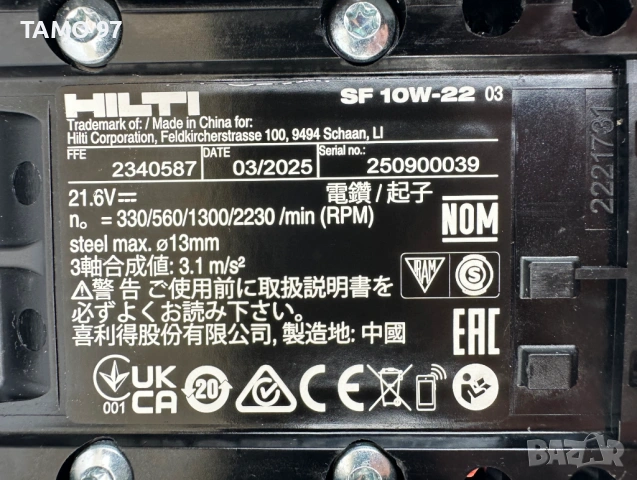 TAMO 97
HILTI SF 10W-22 03
Trademark of: / Made in China for:
Hilti Corporation, Feldkircherstrasse 100, 9494 Schaan, LI
FFE 2340587 DATE 03/2025 Serial no.: 250900039
21.6V⎓ 電鑽 / 起子
n₀ = 330/560/1300/2230 /min (RPM)
NOM
steel max. ø13mm
3軸合成値: 3.1 m/s²
RAM S
⚠警告 ご使用前に取扱説明書を
必ずよくお読み下さい。
喜利得股份有限公司, 製造地: 中國
EAC
001 UK CA 20 CE
2221731
BAZAR